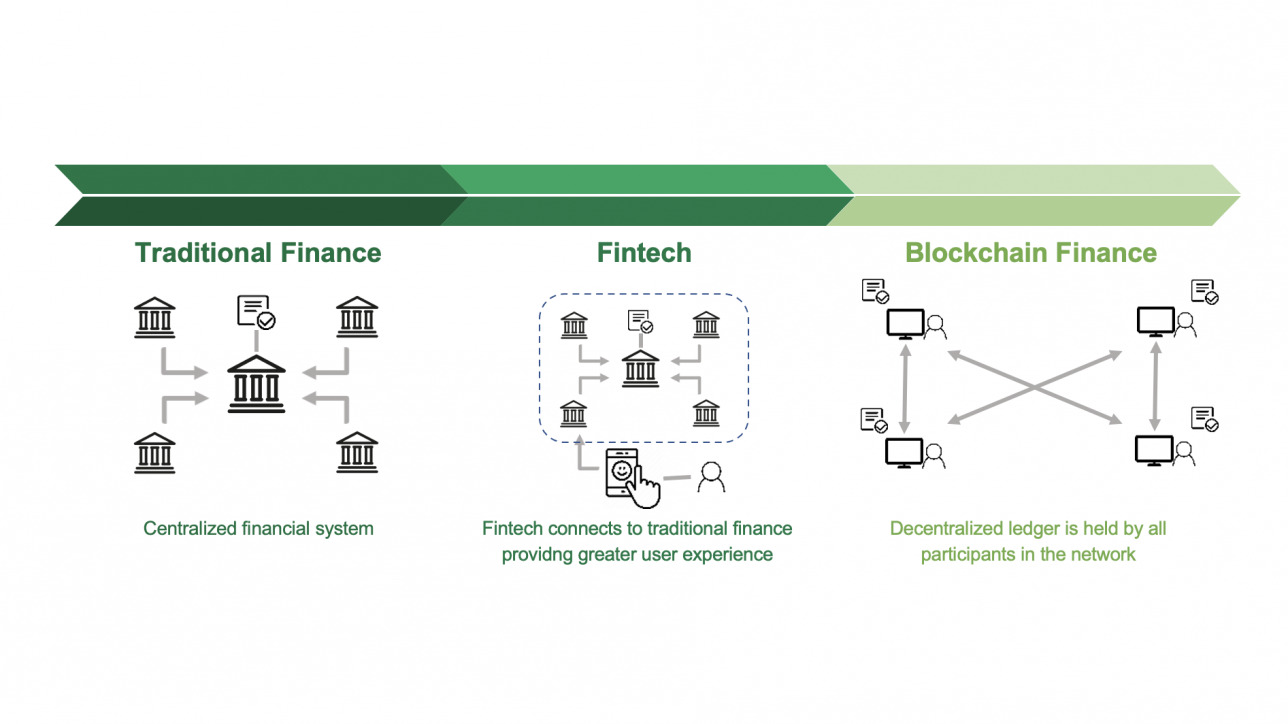 Traditional Finance
Fintech
Blockchain Finance
Centralized financial system
Fintech connects to traditional finance
providng greater user experience
Decentralized ledger is held by all
participants in the network